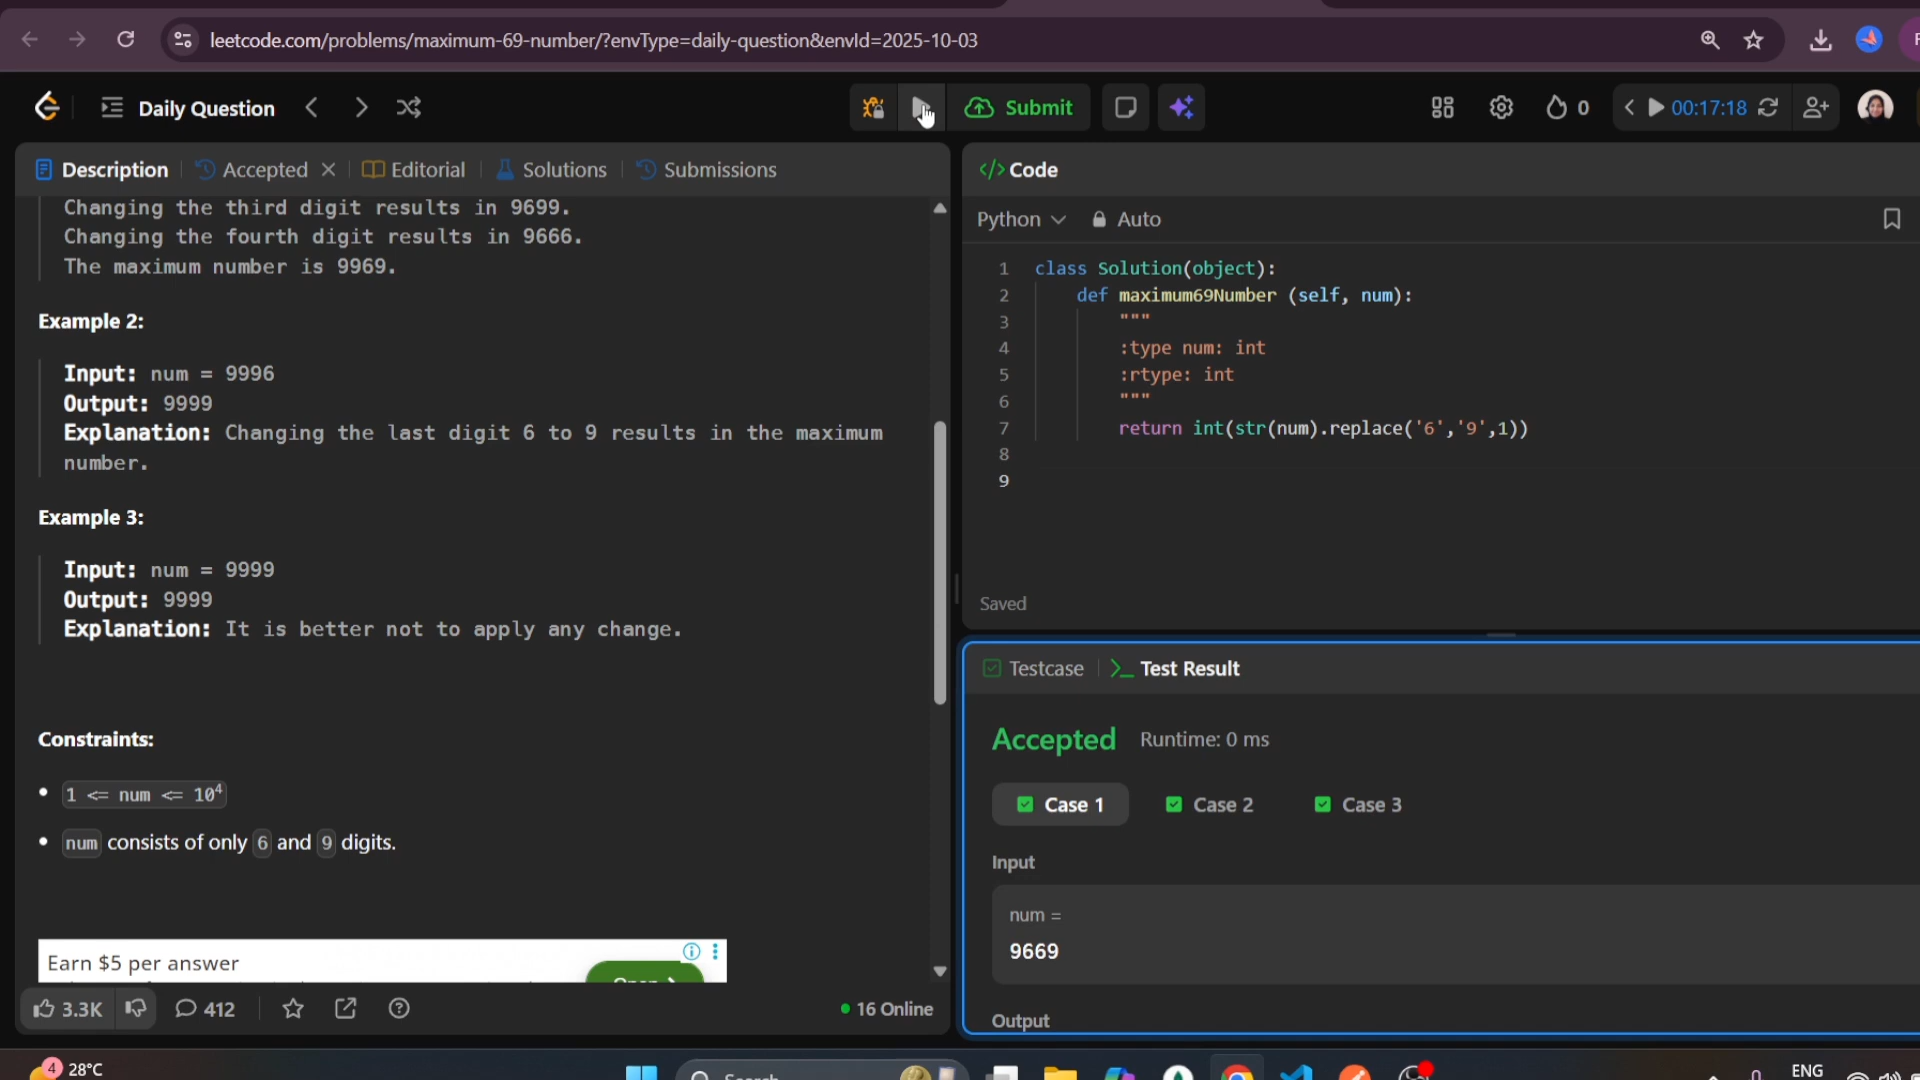 leetcode.com/problems/maximum-69-number/?envType=daily-question&envId=2025-10-03
Daily Question
Submit
0
00:17:18
Description
Accepted
Editorial
Solutions
Submissions
Changing the third digit results in 9699.
Changing the fourth digit results in 9666.
The maximum number is 9969.
Example 2:
Input: num = 9996
Output: 9999
Explanation: Changing the last digit 6 to 9 results in the maximum
number.
Example 3:
Input: num = 9999
Output: 9999
Explanation: It is better not to apply any change.
Constraints:
• 1 <= num <= 10⁴
• num consists of only 6 and 9 digits.
Earn $5 per answer
3.3K
412
16 Online
</> Code
Python
Auto
1 class Solution(object):
2 def maximum69Number (self, num):
3 """
4 :type num: int
5 :rtype: int
6 """
7 return int(str(num).replace('6','9',1))
8
9
Saved
Testcase
>_ Test Result
Accepted Runtime: 0 ms
Case 1
Case 2
Case 3
Input
num =
9669
Output
4
28°C
Search
ENG